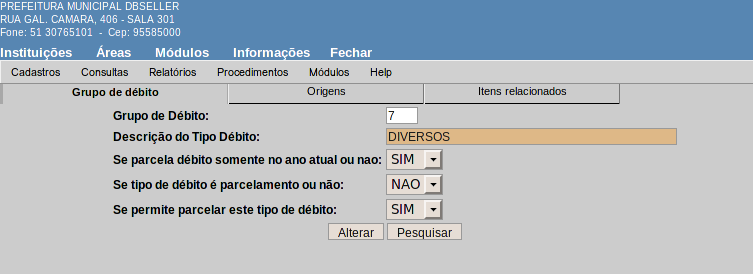 PREFEITURA MUNICIPAL DBSELLER
RUA GAL. CAMARA, 406 - SALA 301
Fone: 51 30765101 - Cep: 95585000
Instituições Áreas Módulos Informações Fechar
Cadastros Consultas Relatórios Procedimentos Módulos Help
Grupo de débito Origens Itens relacionados
Grupo de Débito: 7
Descrição do Tipo Débito: DIVERSOS
Se parcela débito somente no ano atual ou nao: SIM
Se tipo de débito é parcelamento ou não: NAO
Se permite parcelar este tipo de débito: SIM
Alterar Pesquisar